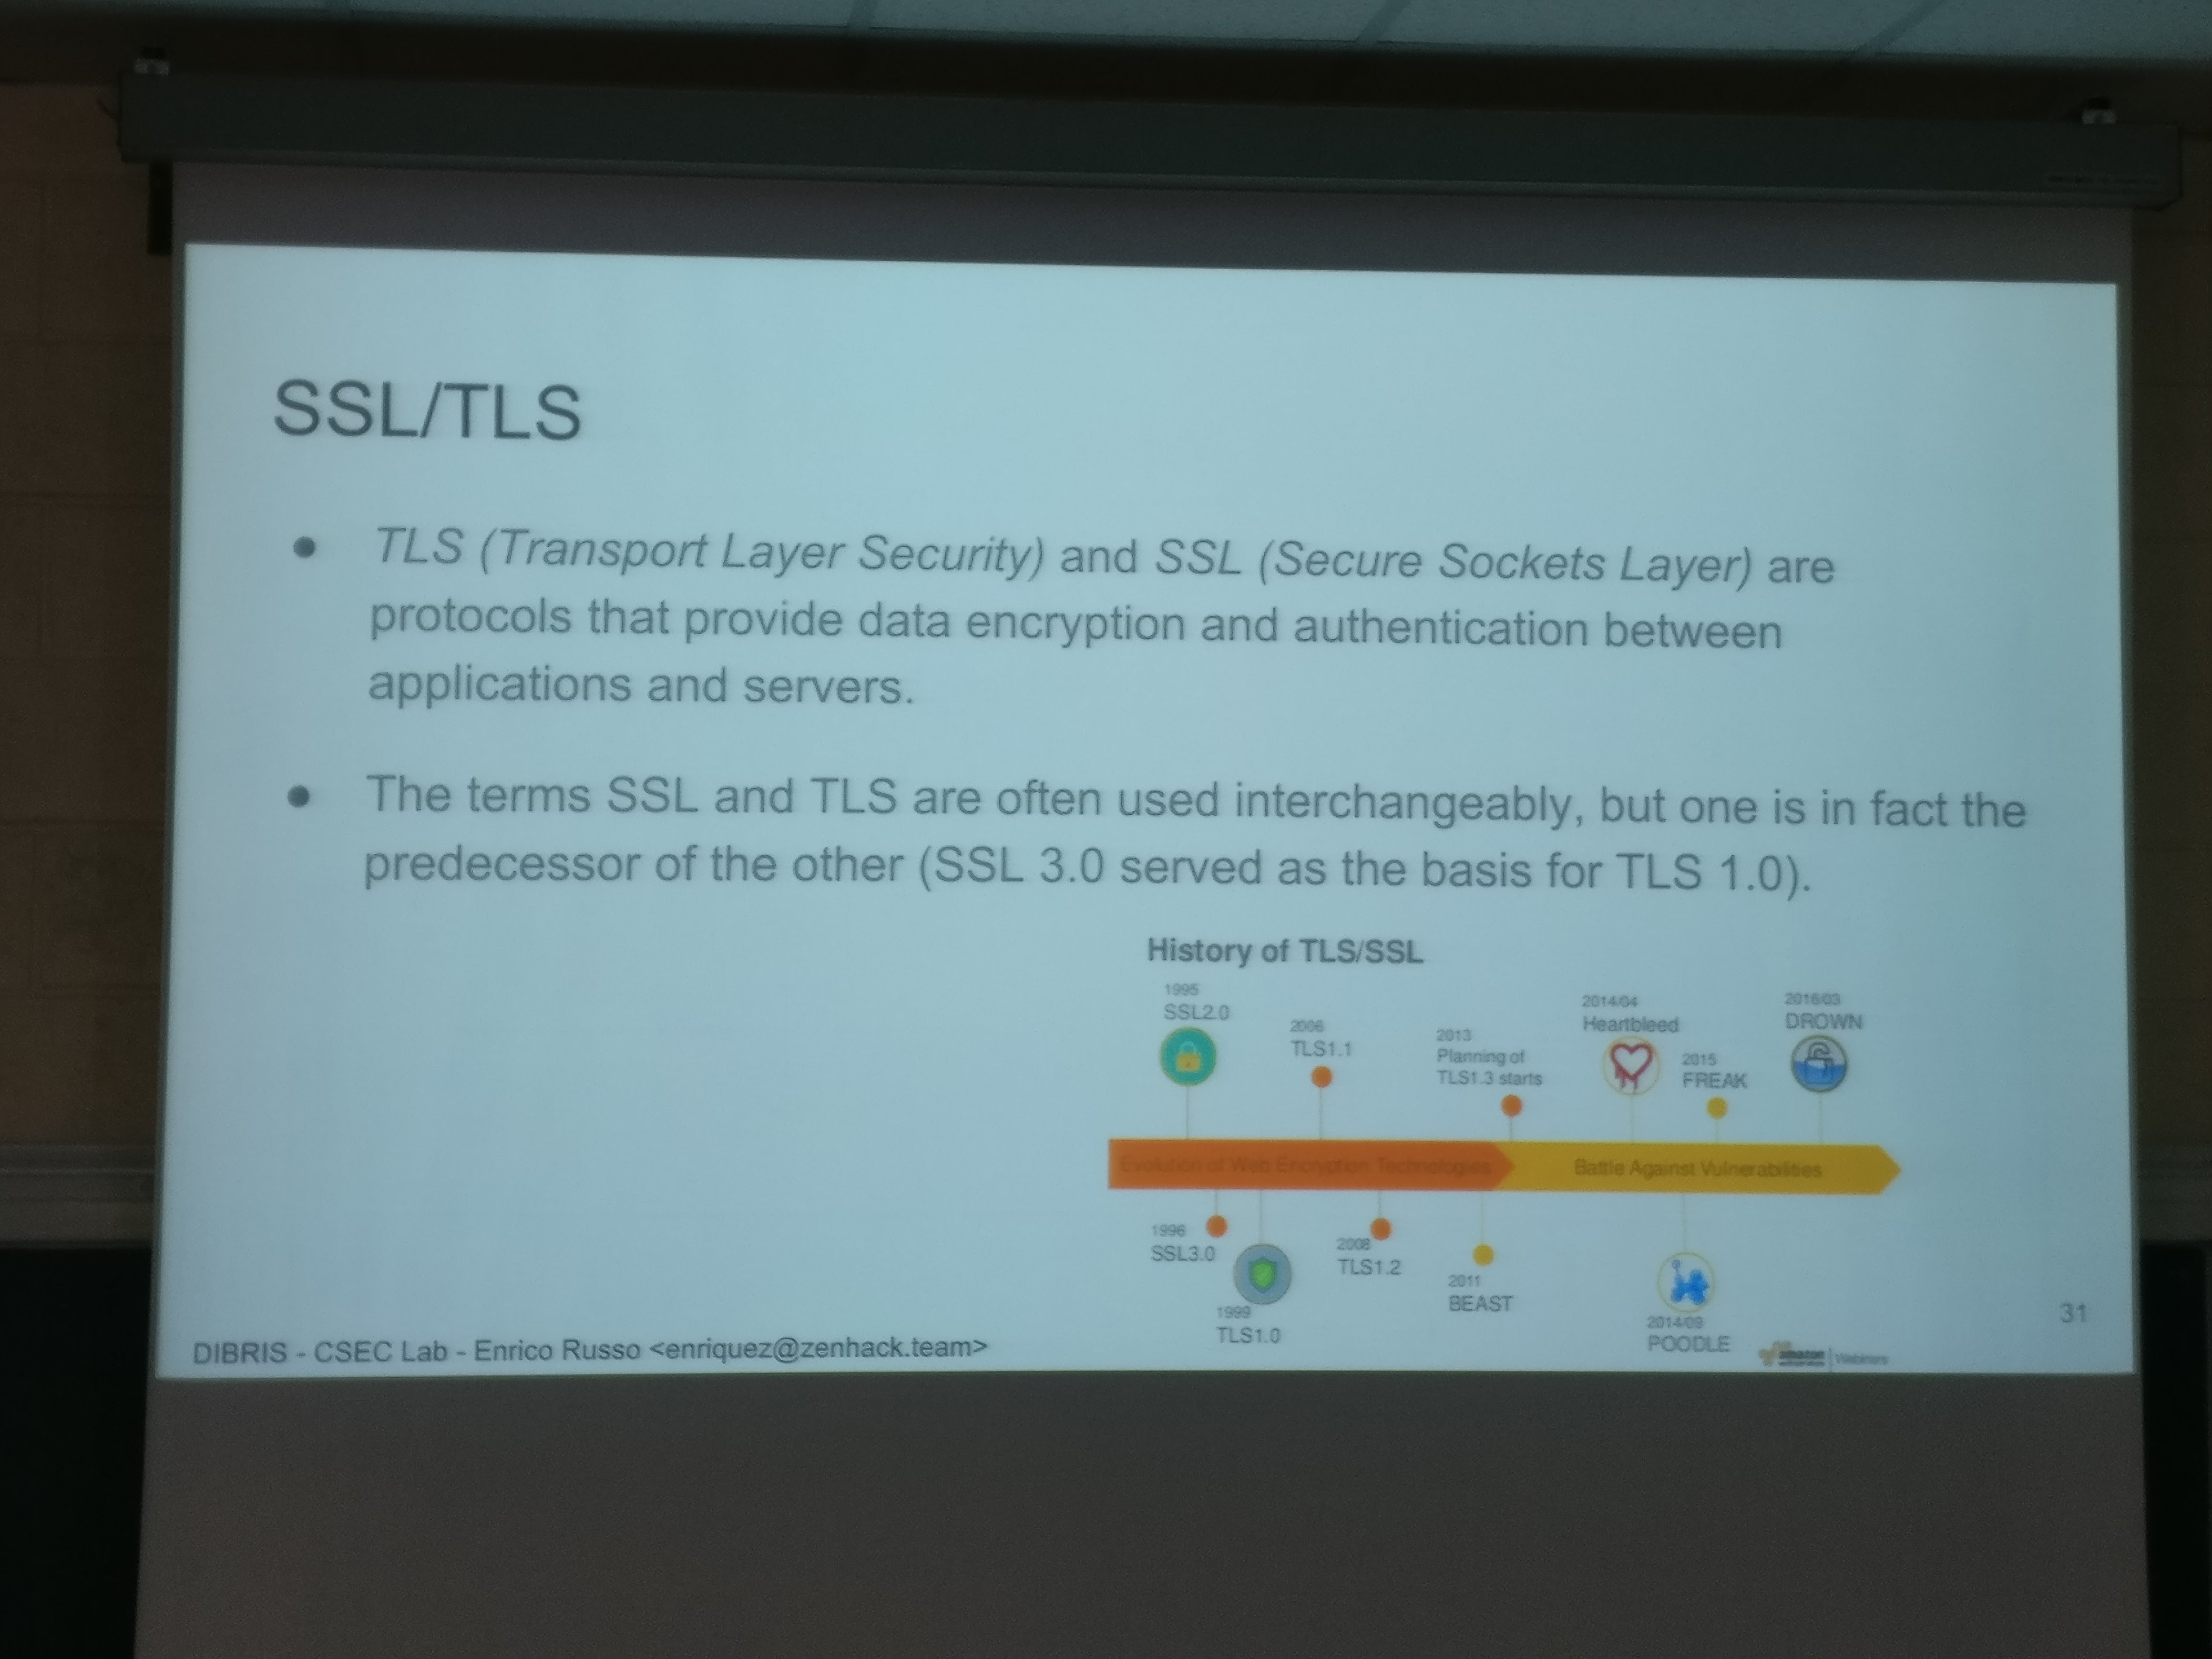 SSL/TLS
● TLS (Transport Layer Security) and SSL (Secure Sockets Layer) are
protocols that provide data encryption and authentication between
applications and servers.
● The terms SSL and TLS are often used interchangeably, but one is in fact the
predecessor of the other (SSL 3.0 served as the basis for TLS 1.0).
History of TLS/SSL
1995
SSL2.0
2006
TLS1.1
2013
Planning of
TLS1.3 starts
2014/04
Heartbleed
2015
FREAK
2016/03
DROWN
Evolution of Web Encryption Technologies
Battle Against Vulnerabilities
1996
SSL3.0
1999
TLS1.0
2008
TLS1.2
2011
BEAST
2014/09
POODLE
amazon
Webinars
31
DIBRIS - CSEC Lab - Enrico Russo <enriquez@zenhack.team>